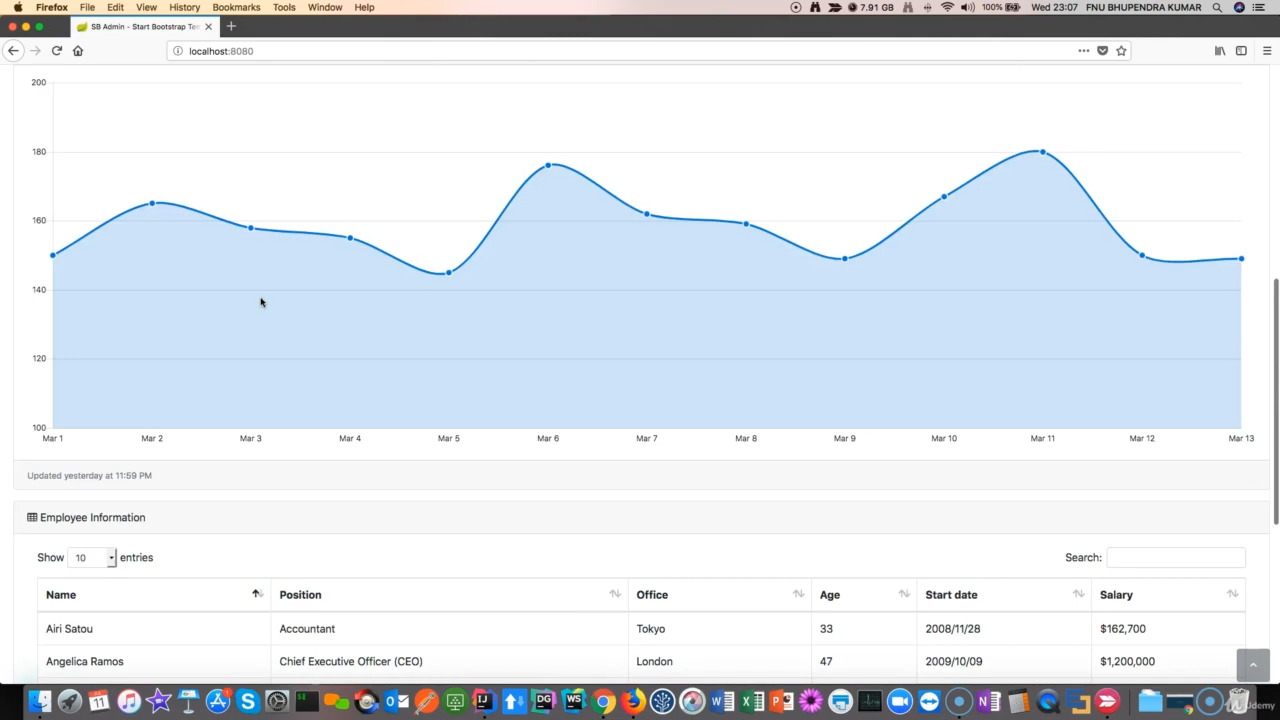 Firefox File Edit View History Bookmarks Tools Window Help 7.91 GB 100% Wed 23:07 FNU BHUPENDRA KUMAR
SB Admin - Start Bootstrap Tem
localhost:8080
200
180
160
140
120
100
Mar 1 Mar 2 Mar 3 Mar 4 Mar 5 Mar 6 Mar 7 Mar 8 Mar 9 Mar 10 Mar 11 Mar 12 Mar 13
Updated yesterday at 11:59 PM
Employee Information
Show 10 entries Search:
Name Position Office Age Start date Salary
Airi Satou Accountant Tokyo 33 2008/11/28 $162,700
Angelica Ramos Chief Executive Officer (CEO) London 47 2009/10/09 $1,200,000
Udemy